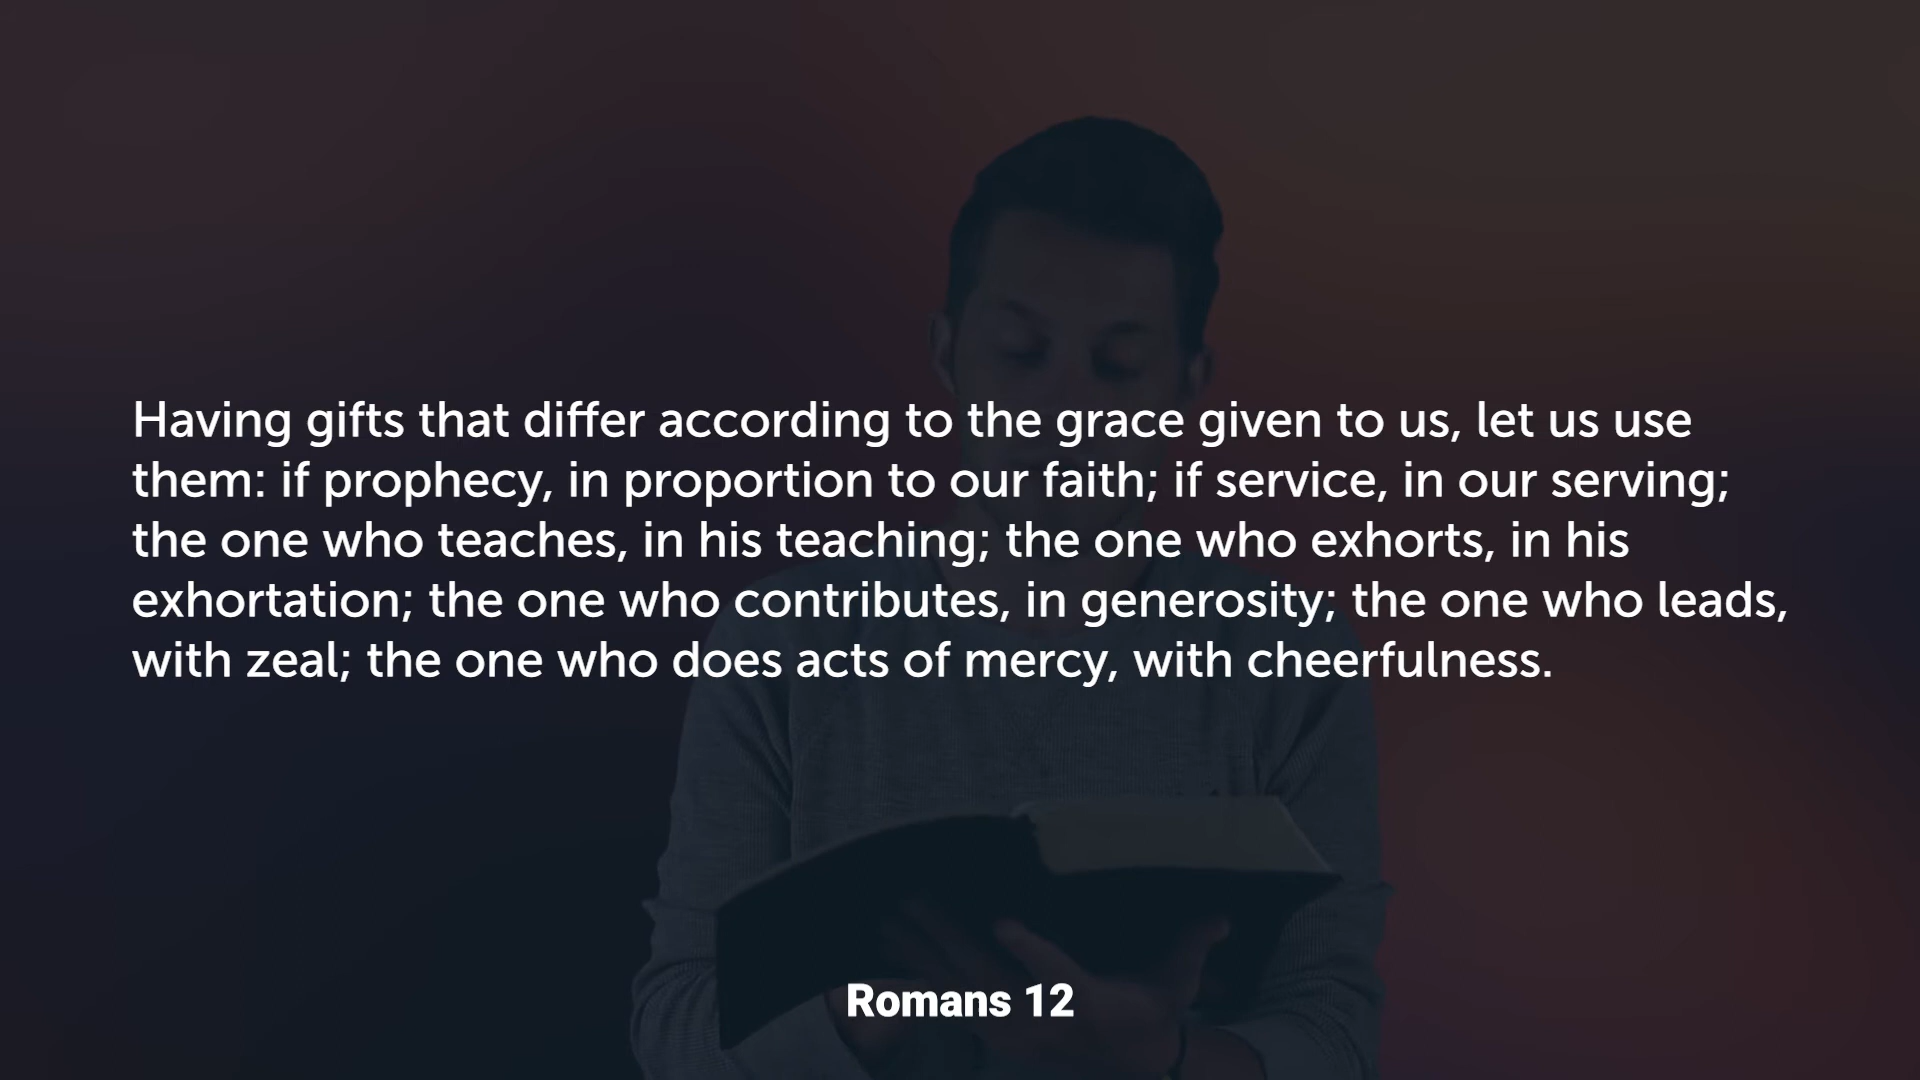 Having gifts that differ according to the grace given to us, let us use
them: if prophecy, in proportion to our faith; if service, in our serving;
the one who teaches, in his teaching; the one who exhorts, in his
exhortation; the one who contributes, in generosity; the one who leads,
with zeal; the one who does acts of mercy, with cheerfulness.
Romans 12